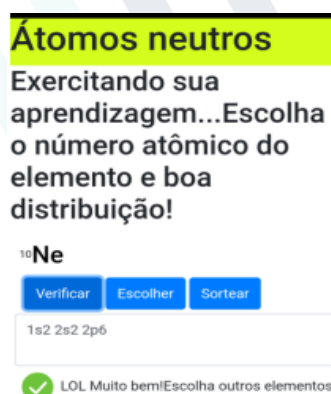 Átomos neutros
Exercitando sua
aprendizagem...Escolha
o número atômico do
elemento e boa
distribuição!
10Ne
Verificar Escolher Sortear
1s2 2s2 2p6
LOL Muito bem!Escolha outros elementos